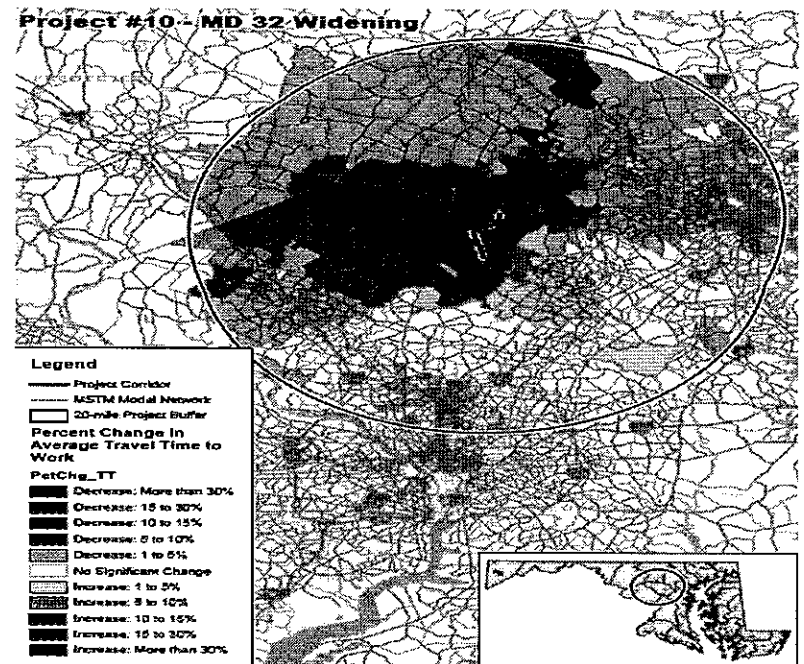 Project #10 - MD 32 Widening
Legend
Project Corridor
MSTM Model Network
20-mile Project Buffer
Percent Change in
Average Travel Time to
Work
PctChg_TT
Decrease: More than 30%
Decrease: 15 to 30%
Decrease: 10 to 15%
Decrease: 5 to 10%
Decrease: 1 to 5%
No Significant Change
Increase: 1 to 5%
Increase: 5 to 10%
Increase: 10 to 15%
Increase: 15 to 30%
Increase: More than 30%